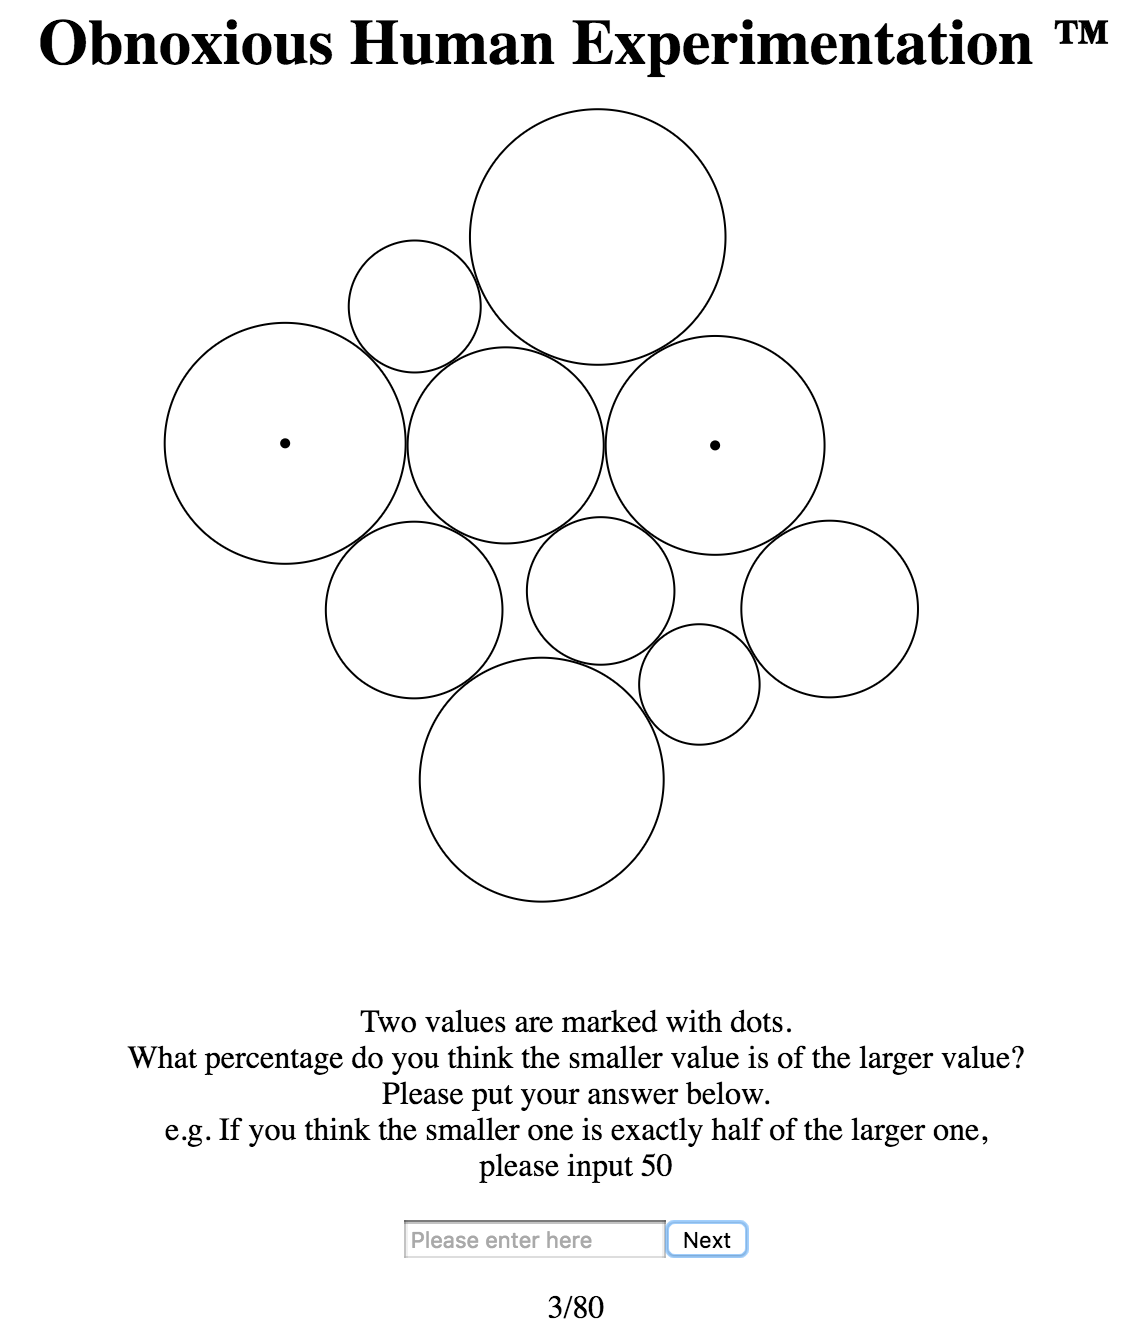 Obnoxious Human Experimentation ™
Two values are marked with dots.
What percentage do you think the smaller value is of the larger value?
Please put your answer below.
e.g. If you think the smaller one is exactly half of the larger one,
please input 50
Please enter here Next
3/80